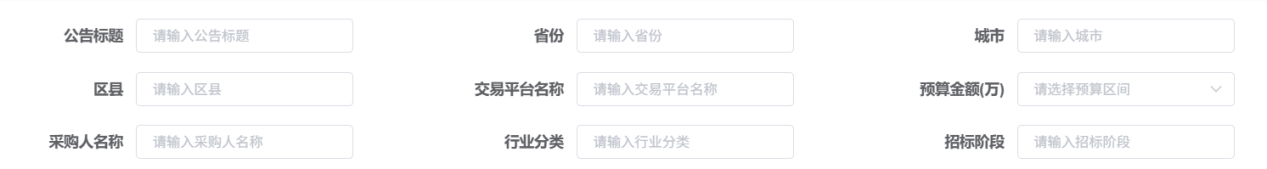 公告标题 请输入公告标题 省份 请输入省份 城市 请输入城市
区县 请输入区县 交易平台名称 请输入交易平台名称 预算金额(万) 请选择预算区间
采购人名称 请输入采购人名称 行业分类 请输入行业分类 招标阶段 请输入招标阶段